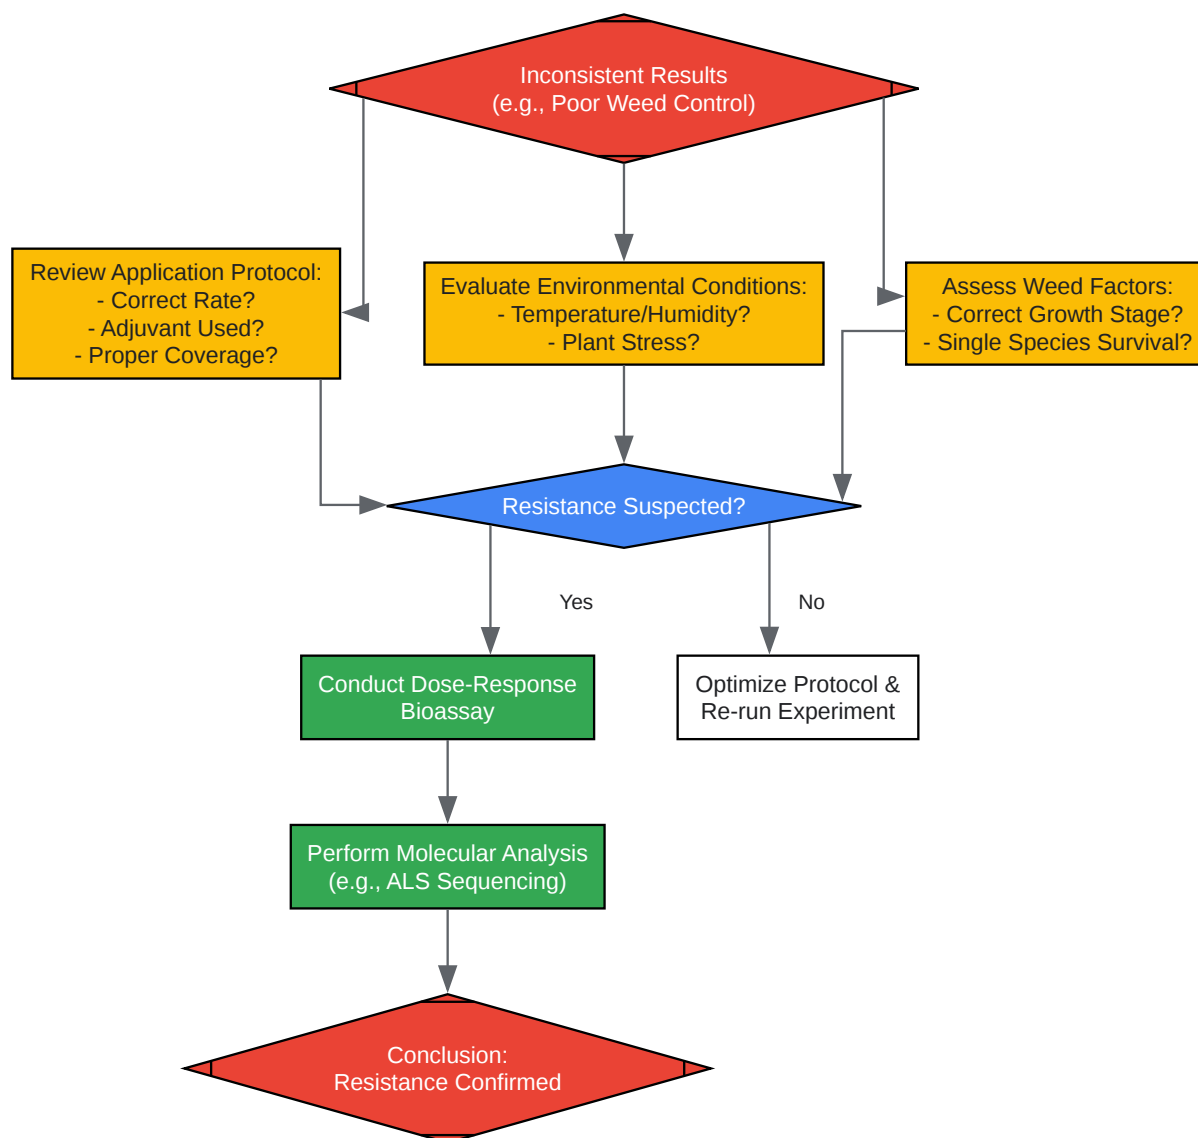 Inconsistent Results
(e.g., Poor Weed Control)
Review Application Protocol:
- Correct Rate?
- Adjuvant Used?
- Proper Coverage?
Evaluate Environmental Conditions:
- Temperature/Humidity?
- Plant Stress?
Assess Weed Factors:
- Correct Growth Stage?
- Single Species Survival?
Resistance Suspected?
Yes
No
Conduct Dose-Response
Bioassay
Optimize Protocol &
Re-run Experiment
Perform Molecular Analysis
(e.g., ALS Sequencing)
Conclusion:
Resistance Confirmed